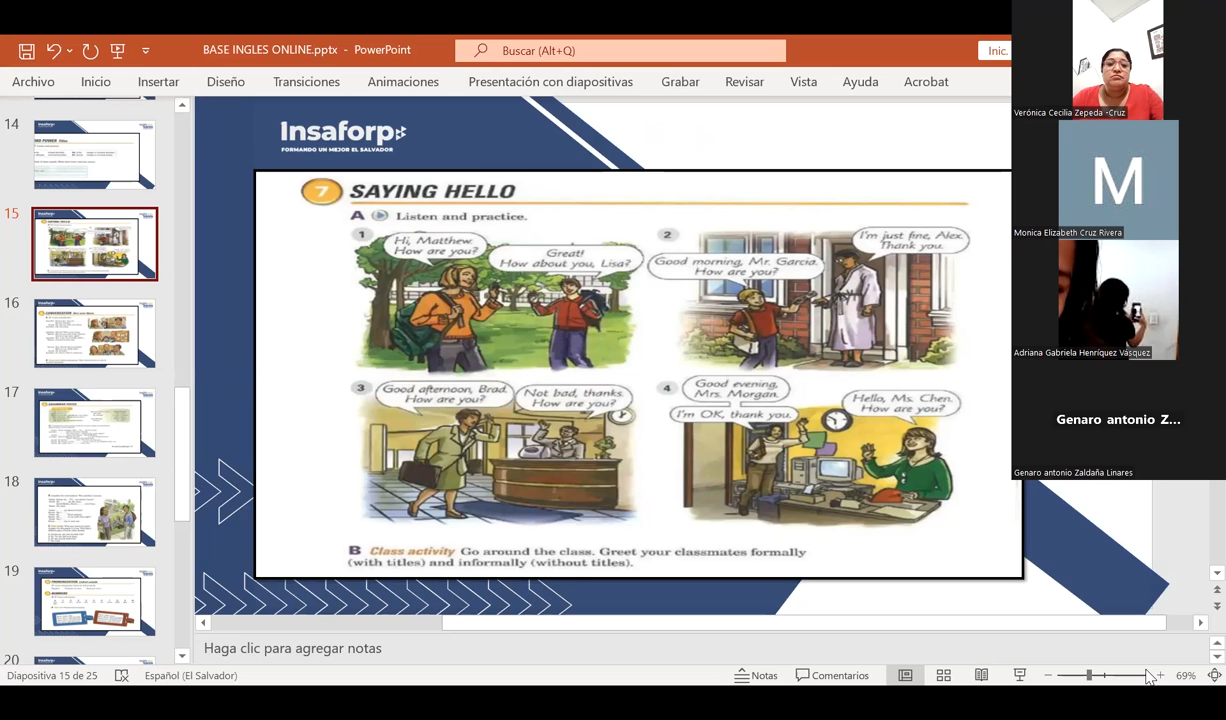 BASE INGLES ONLINE.pptx - PowerPoint
Buscar (Alt+Q)
Inic.
Archivo Inicio Insertar Diseño Transiciones Animaciones Presentación con diapositivas Grabar Revisar Vista Ayuda Acrobat
14
15
16
17
18
19
20
Insaforp
FORMANDO UN MEJOR EL SALVADOR
7 SAYING HELLO
A Listen and practice.
1
Hi, Matthew.
How are you?
Great!
How about you, Lisa?
2
Good morning, Mr. Garcia.
How are you?
I'm just fine, Alex.
Thank you.
3
Good afternoon, Brad.
How are you?
Not bad, thanks.
How are you?
4
Good evening,
Mrs. Morgan.
Hello, Ms. Chen.
How are you?
I'm OK, thank you.
B Class activity Go around the class. Greet your classmates formally
(with titles) and informally (without titles).
Verónica Cecilia Zepeda -Cruz
M
Monica Elizabeth Cruz Rivera
Adriana Gabriela Henríquez Vásquez
Genaro antonio Z...
Genaro antonio Zaldaña Linares
Haga clic para agregar notas
Diapositiva 15 de 25 Español (El Salvador) Notas Comentarios 69%